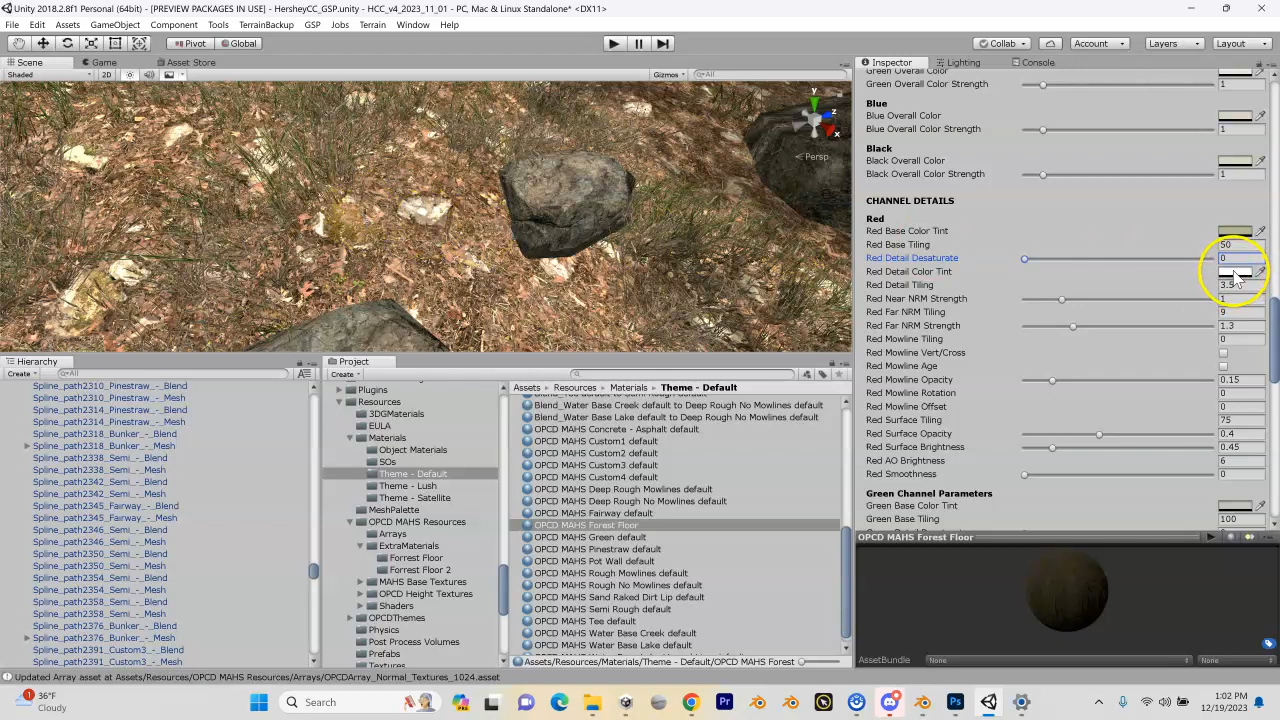 Unity 2018.2.8f1 Personal (64bit) - [PREVIEW PACKAGES IN USE] - HersheyCC_GSP.unity - HCC_v4_2023_11_01 - PC, Mac & Linux Standalone* <DX11>
File Edit Assets GameObject Component Tools TerrainBackup GSP Jobs Terrain Window Help
Pivot Global Collab Account Layers Layout
Scene Game Asset Store
Shaded 2D Gizmos All
y z x
Persp
Inspector Lighting Console
Green Overall Color
Green Overall Color Strength 1
Blue
Blue Overall Color
Blue Overall Color Strength 1
Black
Black Overall Color
Black Overall Color Strength 1
CHANNEL DETAILS
Red
Red Base Color Tint
Red Base Tiling 50
Red Detail Desaturate 0
Red Detail Color Tint
Red Detail Tiling 3.5
Red Near NRM Strength 1
Red Far NRM Tiling 9
Red Far NRM Strength 1.3
Red Mowline Tiling 0
Red Mowline Vert/Cross
Red Mowline Age
Red Mowline Opacity 0.15
Red Mowline Rotation 0
Red Mowline Offset 0
Red Surface Tiling 75
Red Surface Opacity 0.4
Red Surface Brightness 0.45
Red AO Brightness 6
Red Smoothness 0
Green Channel Parameters
Green Base Color Tint
Green Base Tiling 100
OPCD MAHS Forest Floor
AssetBundle None None
Hierarchy
Create All
Spline_path2310_Pinestraw_-_Blend
Spline_path2310_Pinestraw_-_Mesh
Spline_path2314_Pinestraw_-_Blend
Spline_path2314_Pinestraw_-_Mesh
Spline_path2318_Bunker_-_Blend
Spline_path2318_Bunker_-_Mesh
Spline_path2338_Semi_-_Blend
Spline_path2338_Semi_-_Mesh
Spline_path2342_Semi_-_Blend
Spline_path2342_Semi_-_Mesh
Spline_path2345_Fairway_-_Blend
Spline_path2345_Fairway_-_Mesh
Spline_path2346_Semi_-_Blend
Spline_path2346_Semi_-_Mesh
Spline_path2350_Semi_-_Blend
Spline_path2350_Semi_-_Mesh
Spline_path2354_Semi_-_Blend
Spline_path2354_Semi_-_Mesh
Spline_path2358_Semi_-_Blend
Spline_path2358_Semi_-_Mesh
Spline_path2376_Bunker_-_Blend
Spline_path2376_Bunker_-_Mesh
Spline_path2391_Custom3_-_Blend
Spline_path2391_Custom3_-_Mesh
Project
Create
Plugins
Resources
3DGMaterials
EULA
Materials
Object Materials
SOs
Theme - Default
Theme - Lush
Theme - Satellite
MeshPalette
OPCD MAHS Resources
Arrays
ExtraMaterials
Forrest Floor
Forrest Floor 2
MAHS Base Textures
OPCD Height Textures
Shaders
OPCDThemes
Physics
Post Process Volumes
Prefabs
Textures
Assets Resources Materials Theme - Default
Blend_Water Base Creek default to Deep Rough No Mowlines default
Blend_Water Base Lake default to Deep Rough No Mowlines default
OPCD MAHS Concrete - Asphalt default
OPCD MAHS Custom1 default
OPCD MAHS Custom2 default
OPCD MAHS Custom3 default
OPCD MAHS Custom4 default
OPCD MAHS Deep Rough Mowlines default
OPCD MAHS Deep Rough No Mowlines default
OPCD MAHS Fairway default
OPCD MAHS Forest Floor
OPCD MAHS Green default
OPCD MAHS Pinestraw default
OPCD MAHS Pot Wall default
OPCD MAHS Rough Mowlines default
OPCD MAHS Rough No Mowlines default
OPCD MAHS Sand Raked Dirt Lip default
OPCD MAHS Semi Rough default
OPCD MAHS Tee default
OPCD MAHS Water Base Creek default
OPCD MAHS Water Base Lake default
Assets/Resources/Materials/Theme - Default/OPCD MAHS Forest
Updated Array asset at Assets/Resources/OPCD MAHS Resources/Arrays/OPCDArray_Normal_Textures_1024.asset
36°F
Cloudy
Search
1:02 PM
12/19/2023